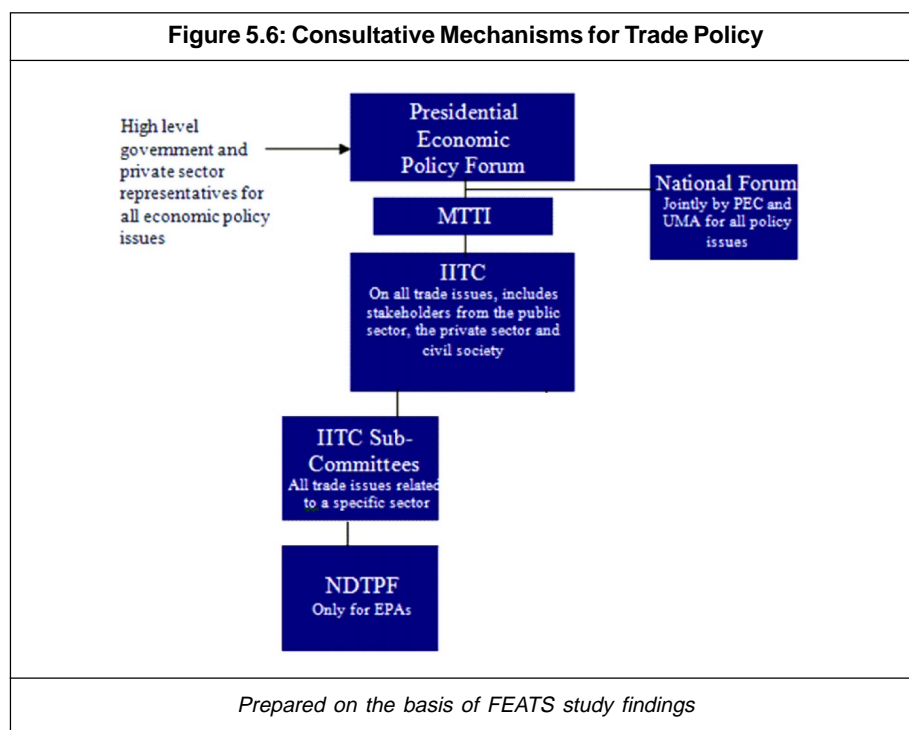 Figure 5.6: Consultative Mechanisms for Trade Policy
High level
government and
private sector
representatives for
all economic policy
issues
Presidential
Economic
Policy Forum
National Forum
Jointly by PEC and
UMA for all policy
issues
MTTI
IITC
On all trade issues, includes
stakeholders from the public
sector, the private sector and
civil society
IITC Sub-
Committees
All trade issues related
to a specific sector
NDTPF
Only for EPAs
Prepared on the basis of FEATS study findings